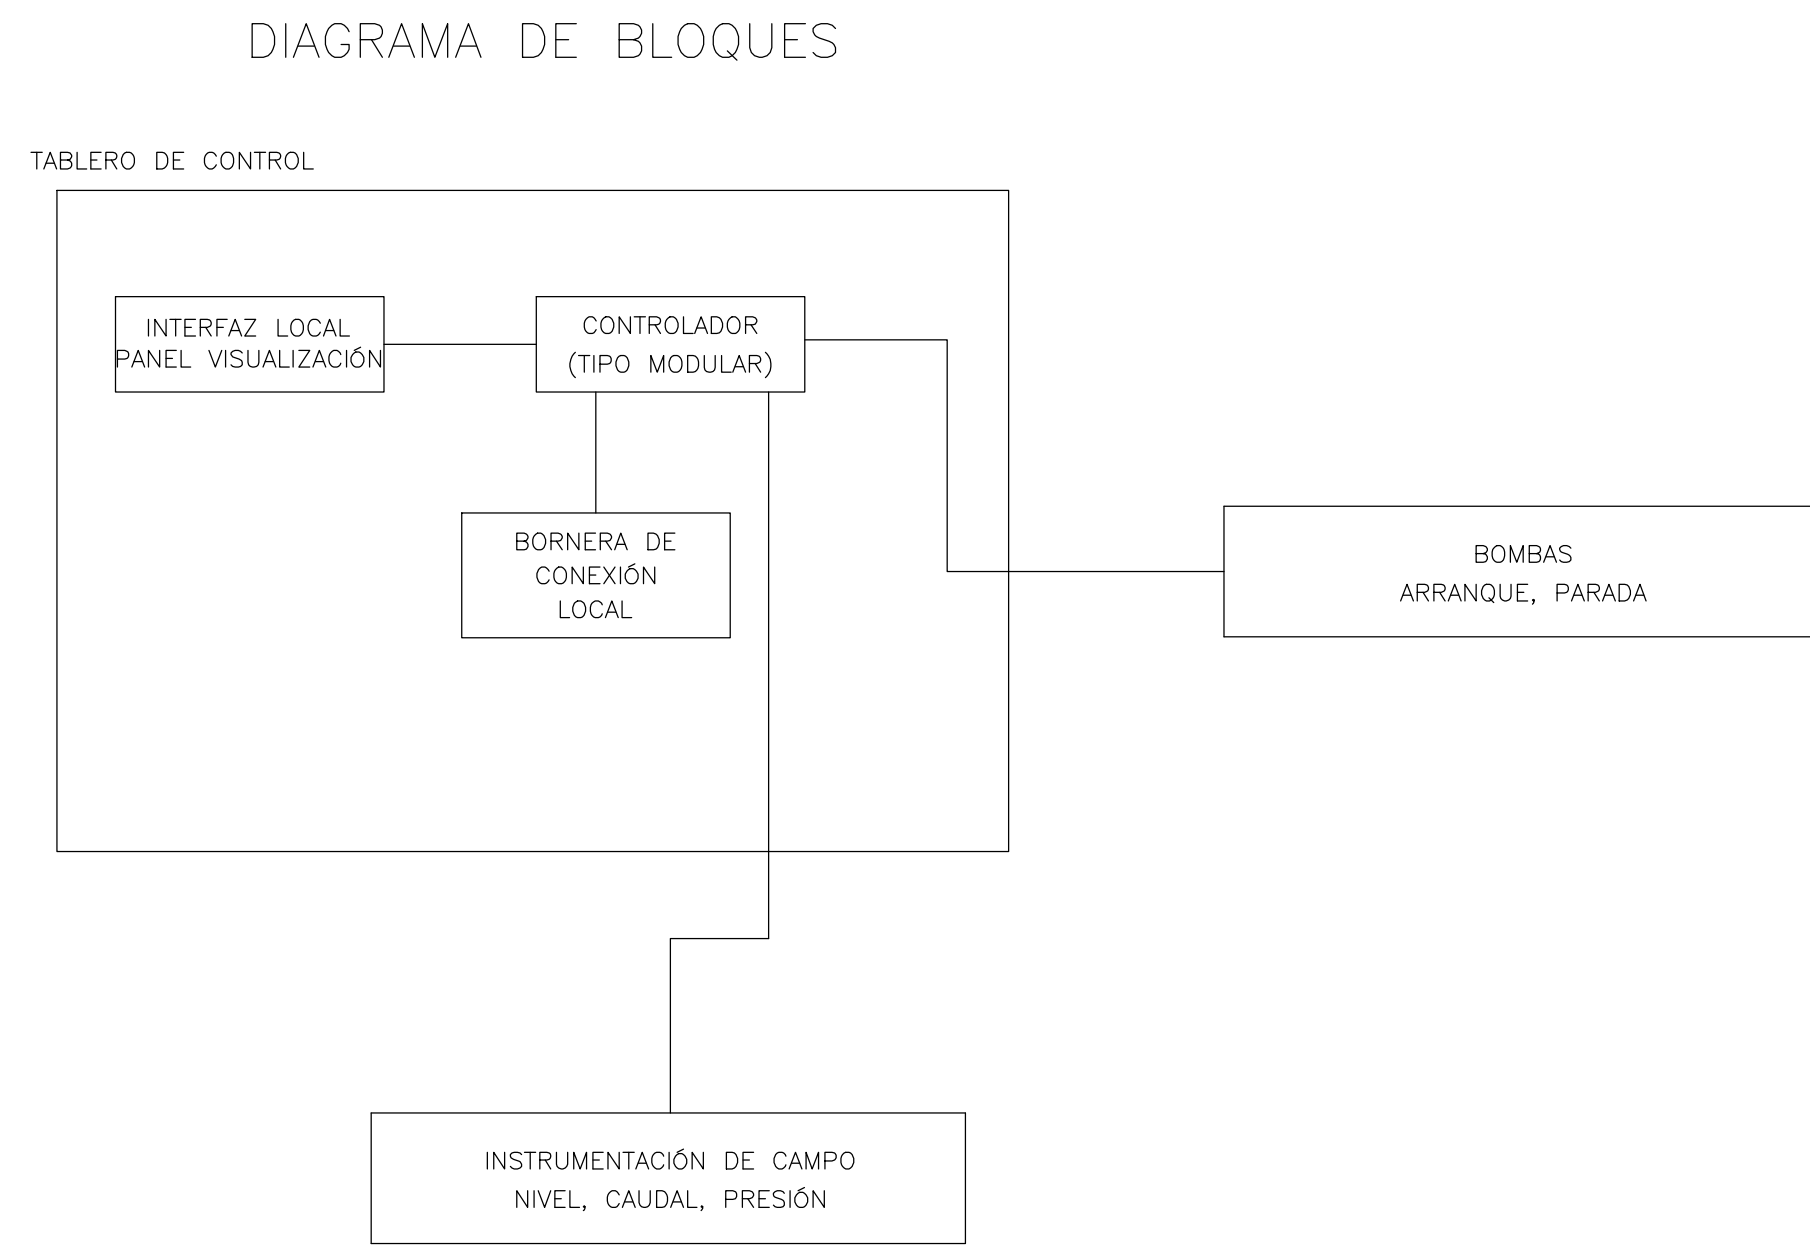 DIAGRAMA DE BLOQUES
TABLERO DE CONTROL
INTERFAZ LOCAL
PANEL VISUALIZACIÓN
CONTROLADOR
(TIPO MODULAR)
BORNERA DE
CONEXIÓN
LOCAL
BOMBAS
ARRANQUE, PARADA
INSTRUMENTACIÓN DE CAMPO
NIVEL, CAUDAL, PRESIÓN